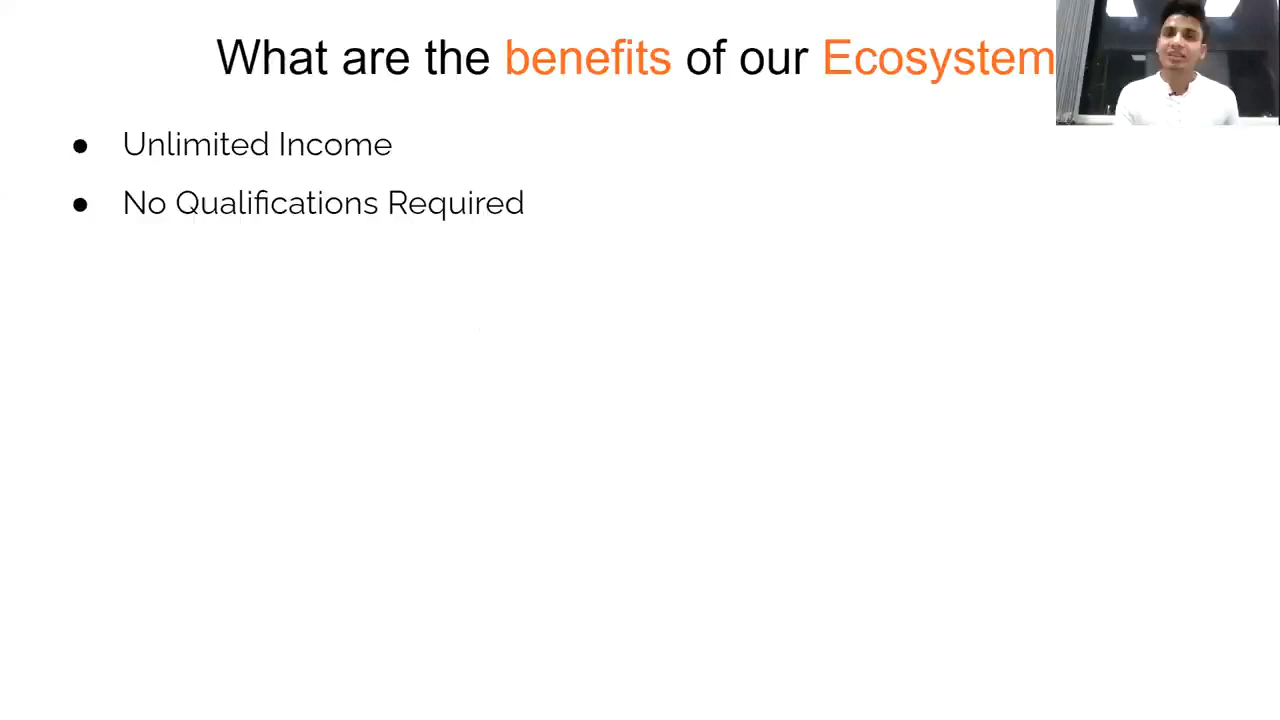 What are the benefits of our Ecosystem
● Unlimited Income
● No Qualifications Required